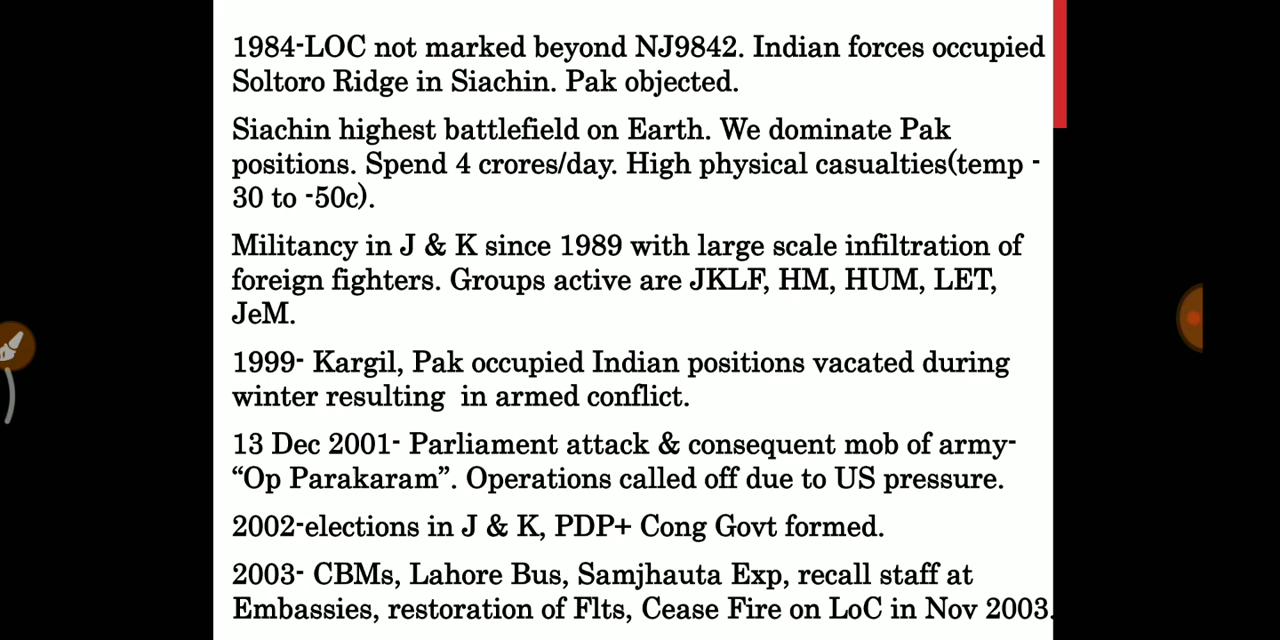 1984-LOC not marked beyond NJ9842. Indian forces occupied
Soltoro Ridge in Siachin. Pak objected.
Siachin highest battlefield on Earth. We dominate Pak
positions. Spend 4 crores/day. High physical casualties(temp -
30 to -50c).
Militancy in J & K since 1989 with large scale infiltration of
foreign fighters. Groups active are JKLF, HM, HUM, LET,
JeM.
1999- Kargil, Pak occupied Indian positions vacated during
winter resulting  in armed conflict.
13 Dec 2001- Parliament attack & consequent mob of army-
“Op Parakaram”. Operations called off due to US pressure.
2002-elections in J & K, PDP+ Cong Govt formed.
2003- CBMs, Lahore Bus, Samjhauta Exp, recall staff at
Embassies, restoration of Flts, Cease Fire on LoC in Nov 2003.